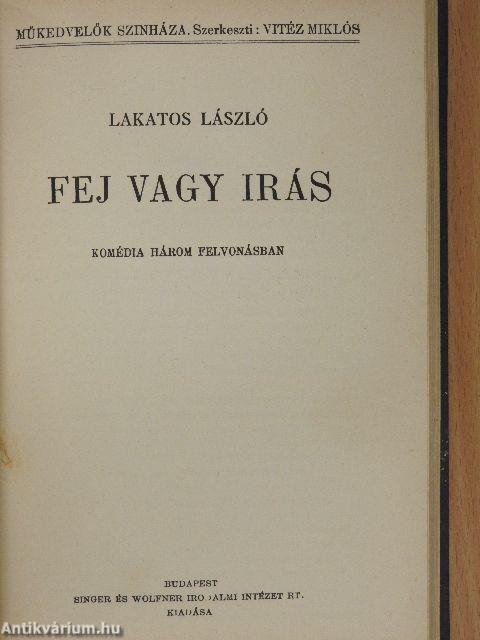 MŰKEDVELŐK SZINHÁZA. Szerkeszti: VITÉZ MIKLÓS
LAKATOS LÁSZLÓ
FEJ VAGY IRÁS
KOMÉDIA HÁROM FELVONÁSBAN
BUDAPEST
SINGER ÉS WOLFNER IRODALMI INTÉZET RT.
KIADÁSA
Antikvárium.hu